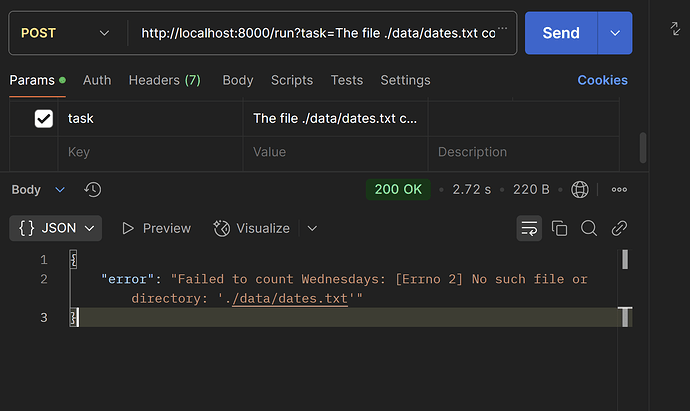 POST http://localhost:8000/run?task=The file ./data/dates.txt co ... Send
Params Auth Headers (7) Body Scripts Tests Settings Cookies
task The file ./data/dates.txt c...
Key Value Description
Body 200 OK • 2.72 s • 220 B
{} JSON Preview Visualize
1 {
2 "error": "Failed to count Wednesdays: [Errno 2] No such file or
directory: './data/dates.txt'"
3 }